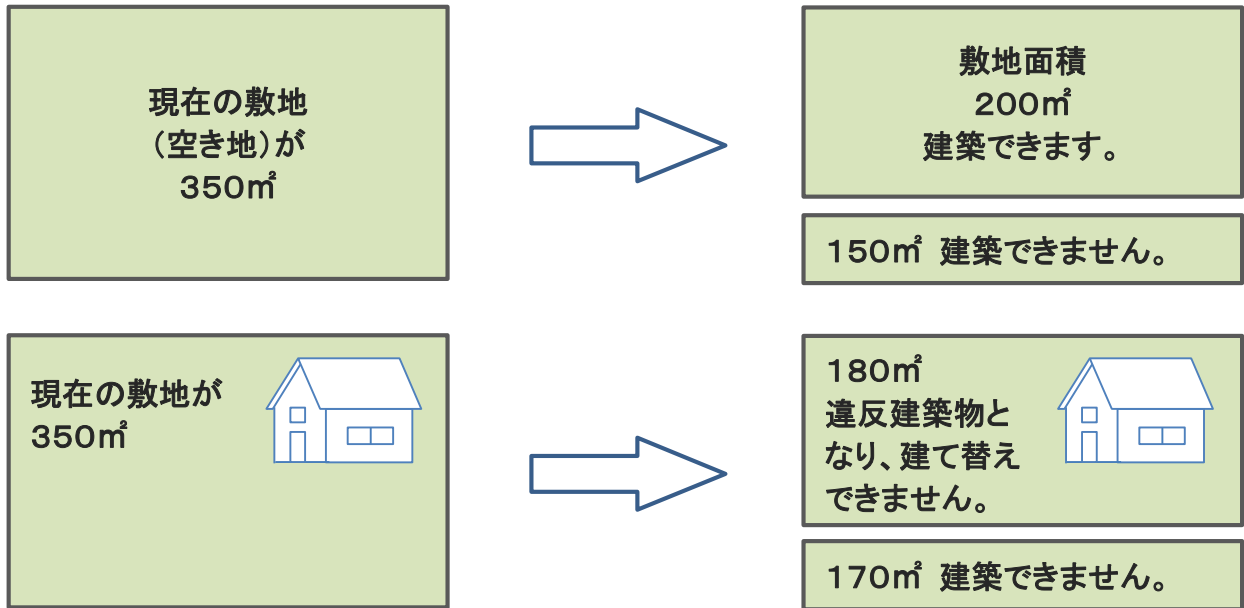 現在の敷地
（空き地）が
350㎡
敷地面積
200㎡
建築できます。
150㎡ 建築できません。
現在の敷地が
350㎡
180㎡
違反建築物と
なり、建て替え
できません。
170㎡ 建築できません。